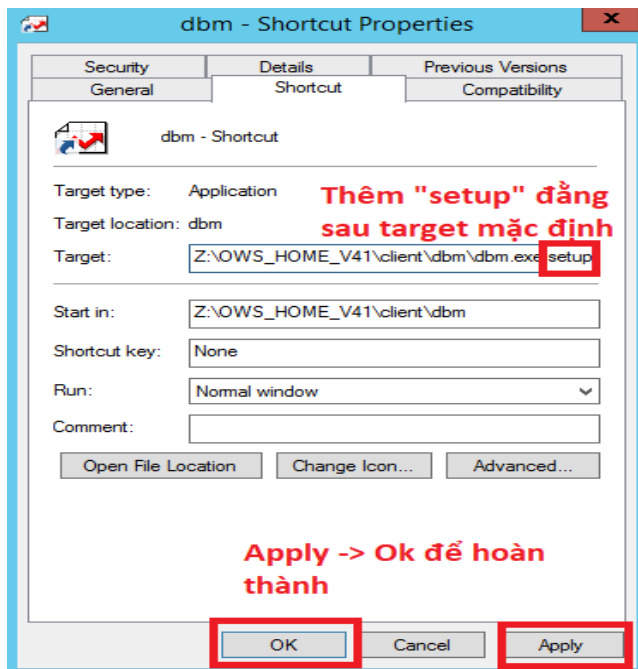 dbm - Shortcut Properties
x
Security Details Previous Versions
General Shortcut Compatibility
dbm - Shortcut
Target type: Application
Thêm "setup" đằng
sau target mặc định
Target location: dbm
Target: Z:\OWS_HOME_V41\client\dbm\dbm.exe setup
Start in: Z:\OWS_HOME_V41\client\dbm
Shortcut key: None
Run: Normal window
Comment:
Open File Location Change Icon... Advanced...
Apply -> Ok để hoàn
thành
OK Cancel Apply